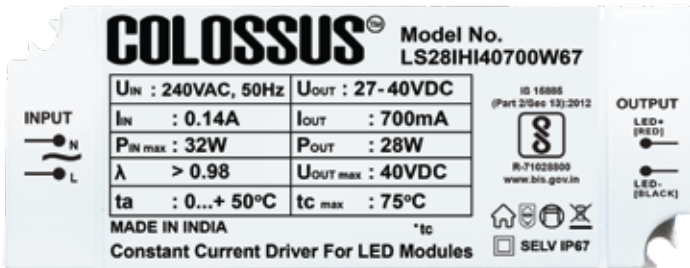 COLOSSUS™
Model No.
LS28IHI40700W67
UIN : 240VAC, 50Hz
UOUT : 27-40VDC
IIN : 0.14A
IOUT : 700mA
PIN max : 32W
POUT : 28W
λ > 0.98
UOUT max : 40VDC
ta : 0...+ 50°C
tc max : 75°C
MADE IN INDIA
*tc
Constant Current Driver For LED Modules
INPUT
N
L
IS 15885
(Part 2/Sec 13):2012
R-71028800
www.bis.gov.in
SELV IP67
OUTPUT
LED+
[RED]
LED-
[BLACK]